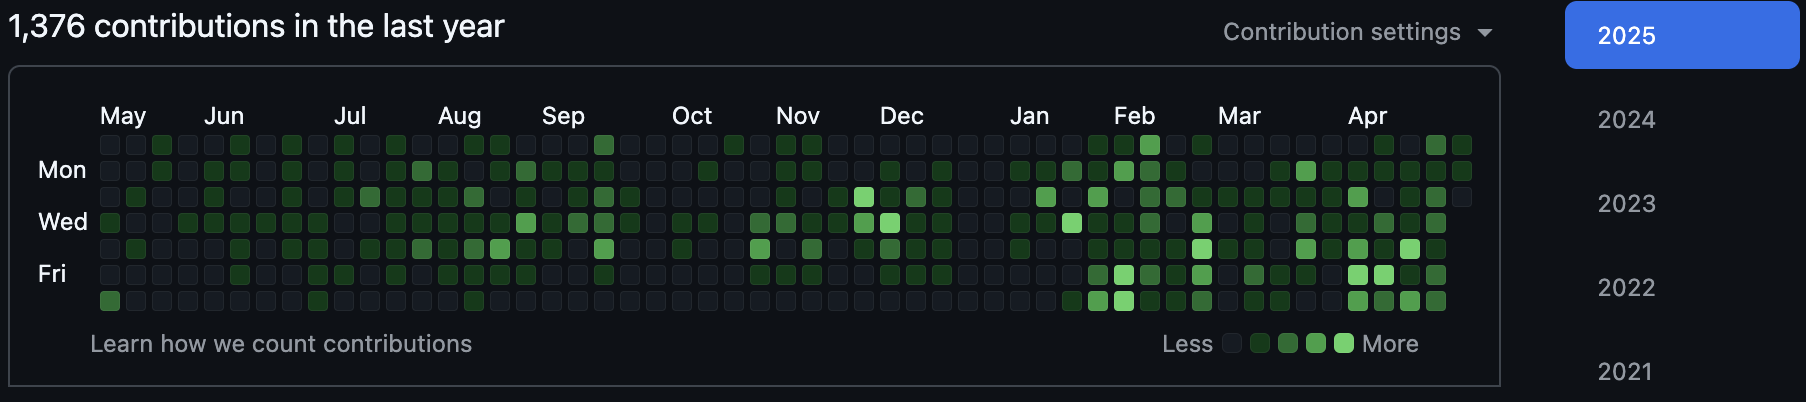 1,376 contributions in the last year
Contribution settings
2025
2024
2023
2022
2021
May Jun Jul Aug Sep Oct Nov Dec Jan Feb Mar Apr
Mon
Wed
Fri
Learn how we count contributions
Less More